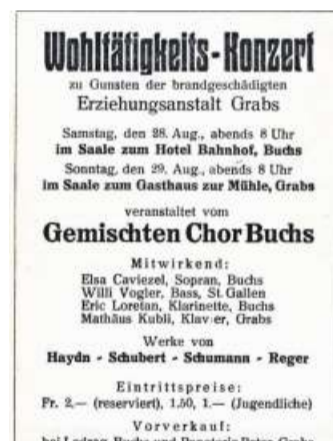 Wohltätigkeits-Konzert
zu Gunsten der brandgeschädigten
Erziehungsanstalt Grabs
Samstag, den 28. Aug., abends 8 Uhr
im Saale zum Hotel Bahnhof, Buchs
Sonntag, den 29. Aug., abends 8 Uhr
im Saale zum Gasthaus zur Mühle, Grabs
veranstaltet vom
Gemischten Chor Buchs
Mitwirkend:
Elsa Caviezel, Sopran, Buchs
Willi Vogler, Bass, St. Gallen
Eric Loretan, Klarinette, Buchs
Mathäus Kubli, Klavier, Grabs
Werke von
Haydn - Schubert - Schumann - Reger
Eintrittspreise:
Fr. 2.— (reserviert), 1.50, 1.— (Jugendliche)
Vorverkauf: